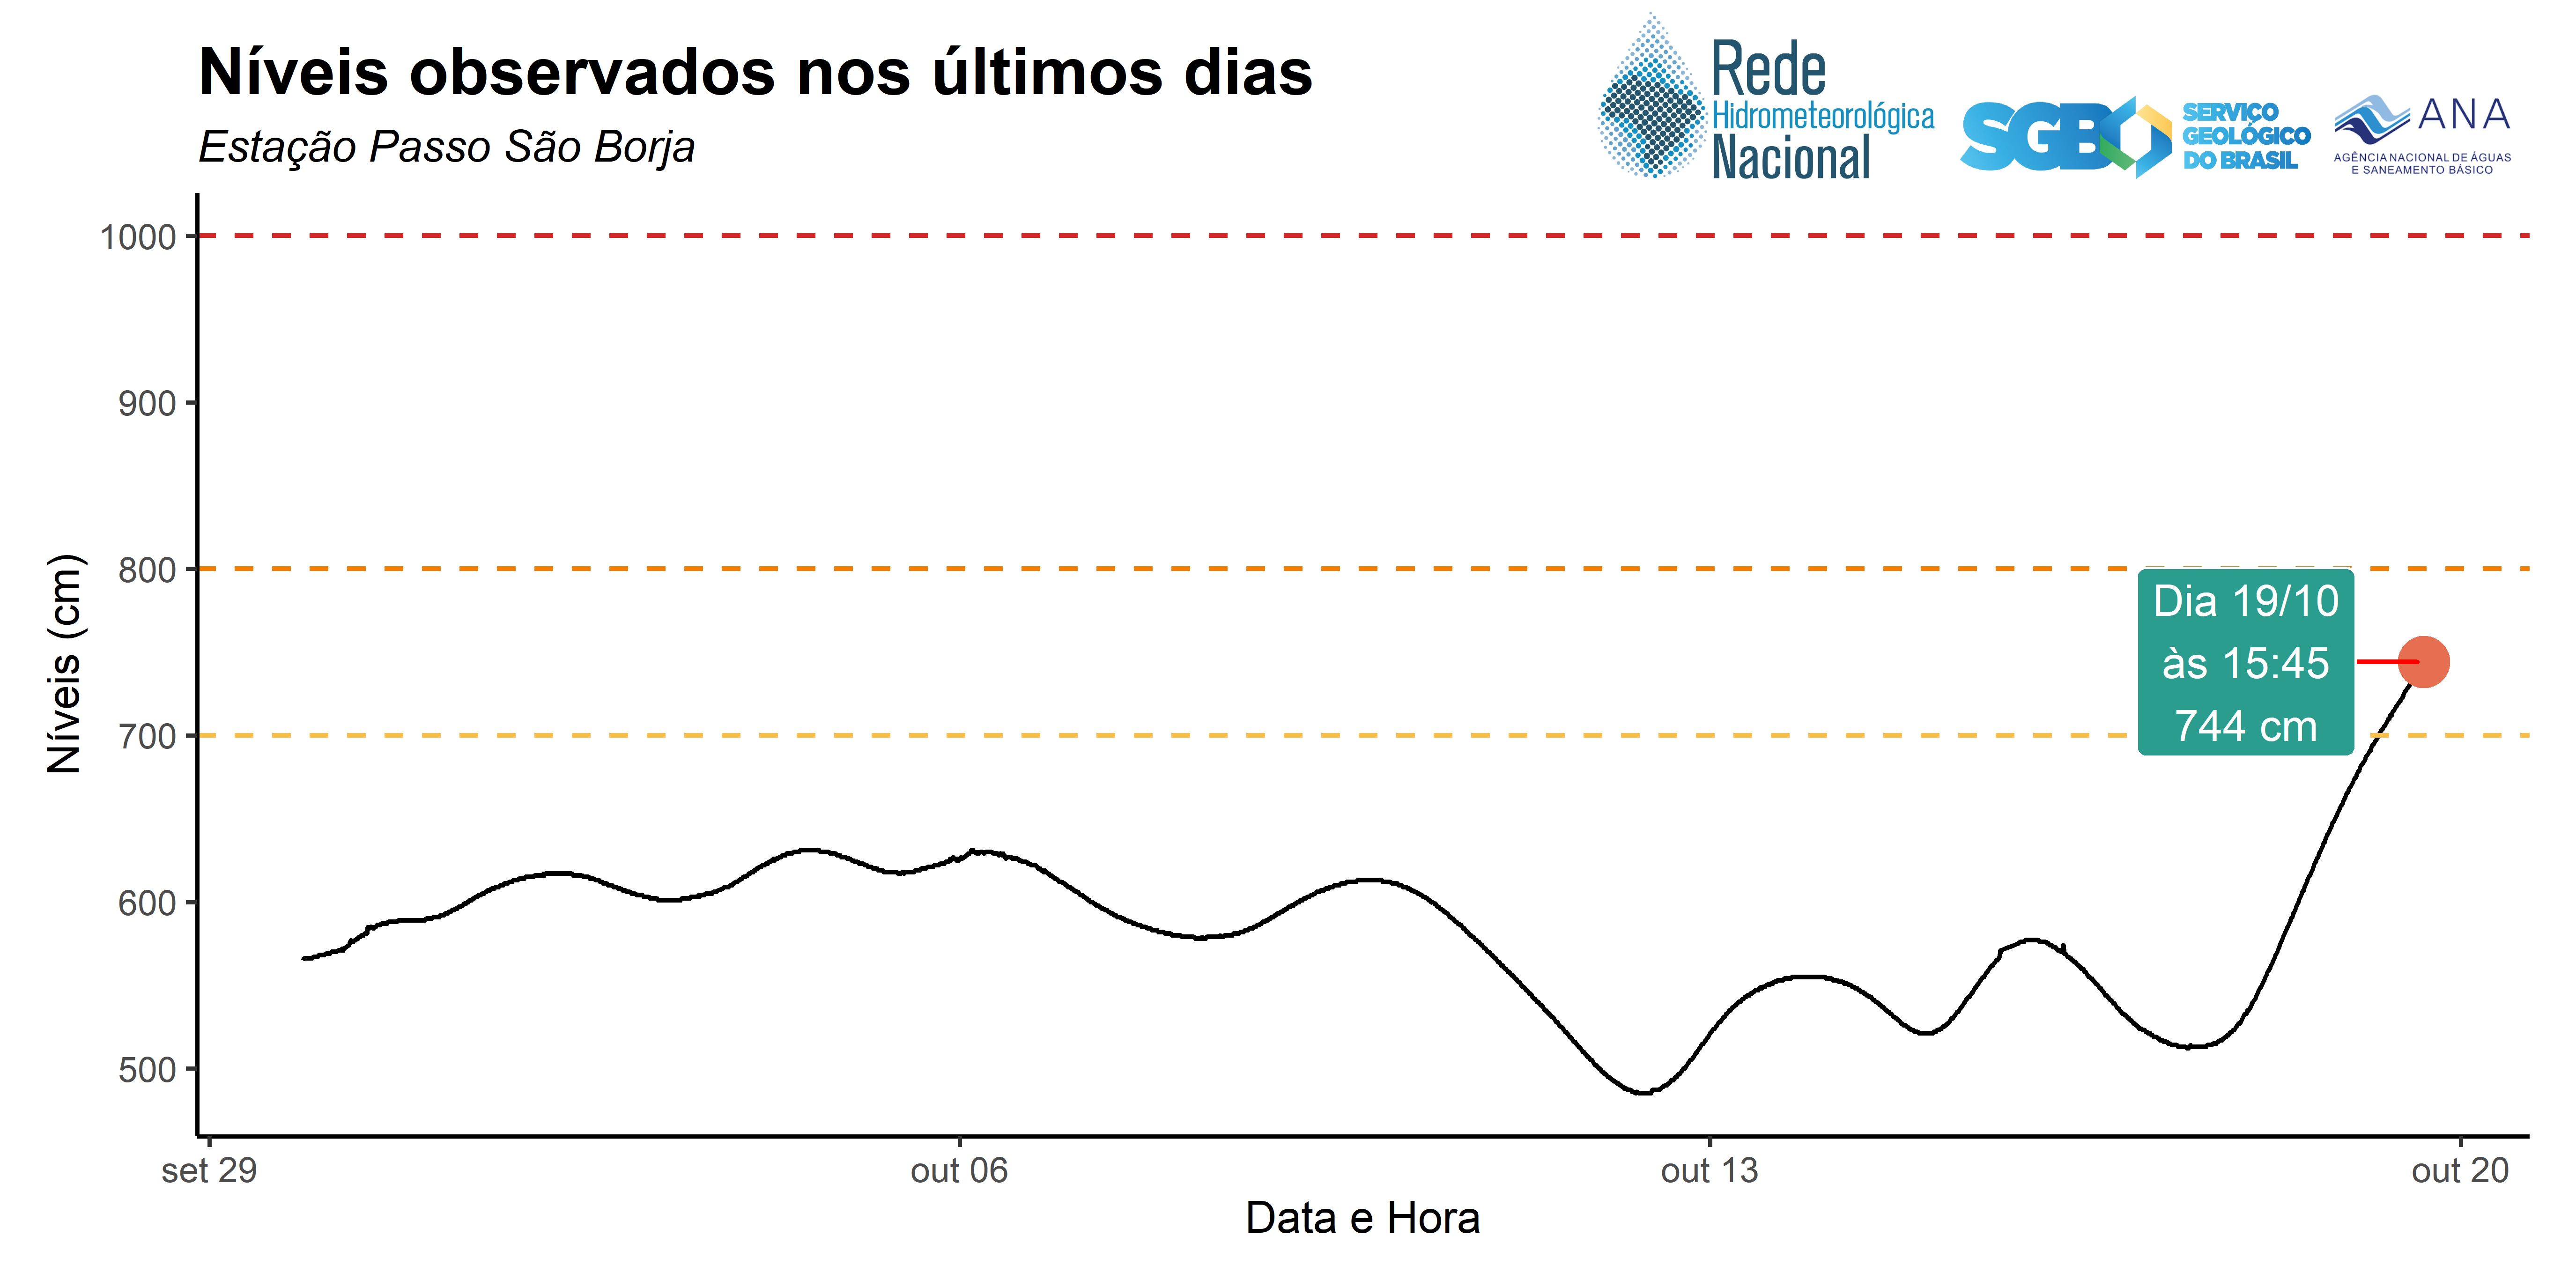 Níveis observados nos últimos dias
Estação Passo São Borja
Rede
Hidrometeorológica
Nacional
SGB
SERVIÇO
GEOLÓGICO
DO BRASIL
ANA
AGÊNCIA NACIONAL DE ÁGUAS
E SANEAMENTO BÁSICO
Níveis (cm)
1000
900
800
700
600
500
Dia 19/10
às 15:45
744 cm
set 29
out 06
out 13
out 20
Data e Hora